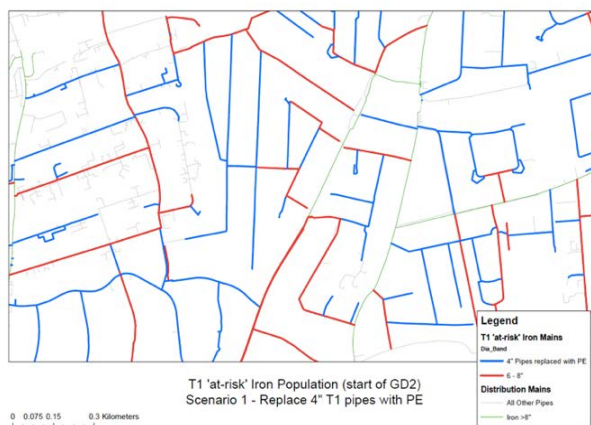 Legend
T1 'at-risk' Iron Mains
Dia_Band
4" Pipes replaced with PE
6 - 8"
Distribution Mains
All Other Pipes
Iron >8"
T1 'at-risk' Iron Population (start of GD2)
Scenario 1 - Replace 4" T1 pipes with PE
0 0.075 0.15 0.3 Kilometers